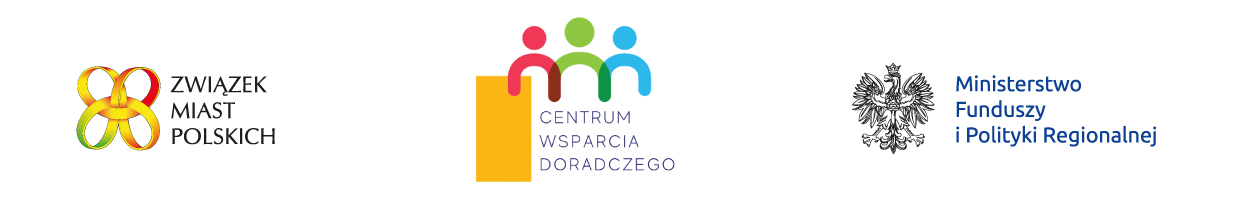 ZWIĄZEK
MIAST
POLSKICH
CENTRUM
WSPARCIA
DORADCZEGO
Ministerstwo
Funduszy
i Polityki Regionalnej